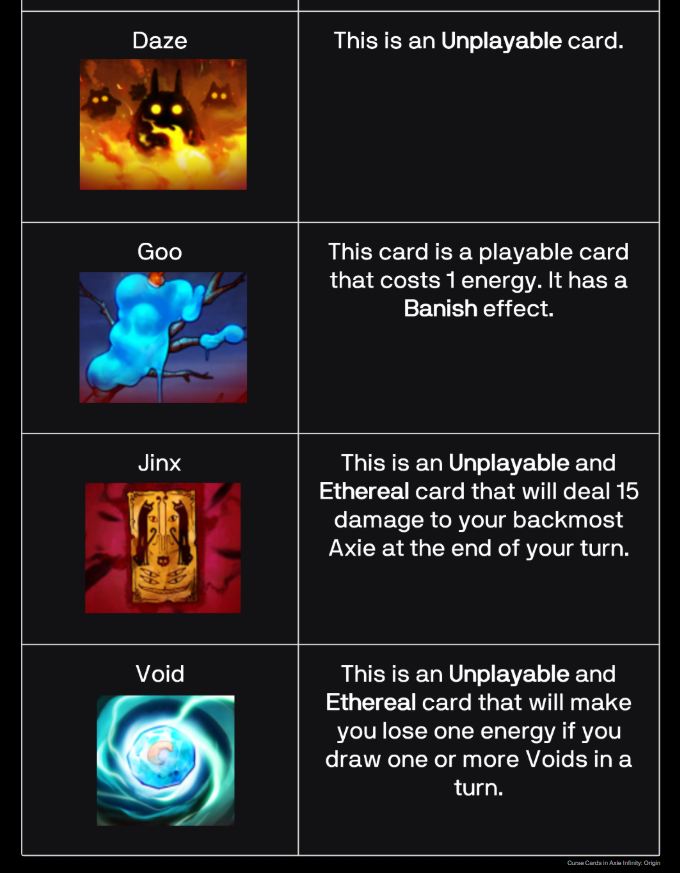 Daze
This is an Unplayable card.
Goo
This card is a playable card
that costs 1 energy. It has a
Banish effect.
Jinx
This is an Unplayable and
Ethereal card that will deal 15
damage to your backmost
Axie at the end of your turn.
Void
This is an Unplayable and
Ethereal card that will make
you lose one energy if you
draw one or more Voids in a
turn.
Curse Cards in Axie Infinity: Origin